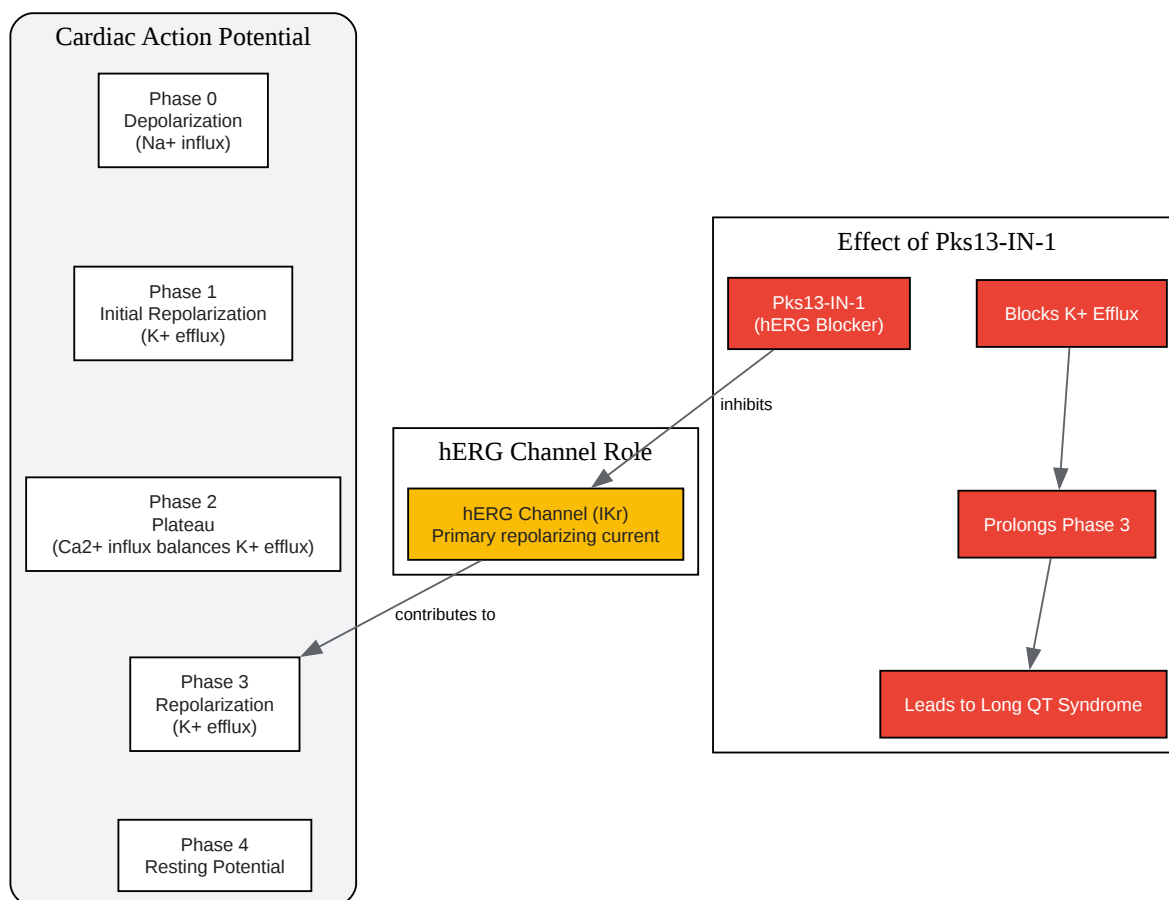 Cardiac Action Potential
Phase 0
Depolarization
(Na+ influx)
Phase 1
Initial Repolarization
(K+ efflux)
Phase 2
Plateau
(Ca2+ influx balances K+ efflux)
Phase 3
Repolarization
(K+ efflux)
Phase 4
Resting Potential
hERG Channel Role
hERG Channel (IKr)
Primary repolarizing current
contributes to
Effect of Pks13-IN-1
Pks13-IN-1
(hERG Blocker)
inhibits
Blocks K+ Efflux
Prolongs Phase 3
Leads to Long QT Syndrome